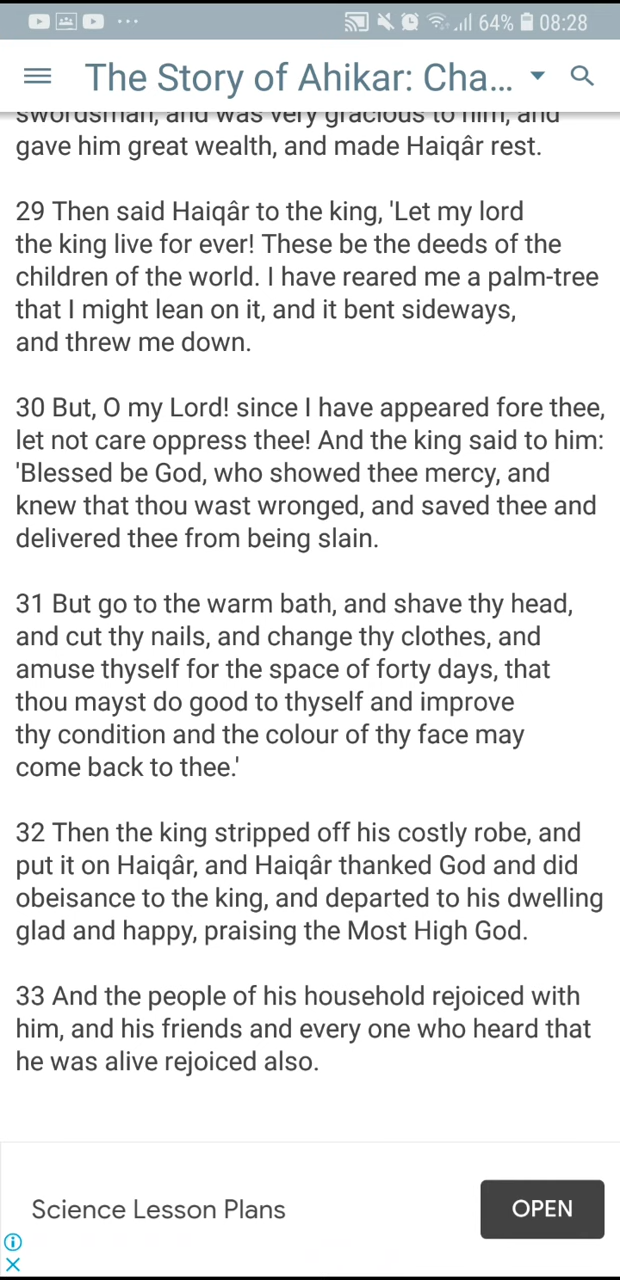 64% 08:28
The Story of Ahikar: Cha...
swordsman, and was very gracious to him, and
gave him great wealth, and made Haiqâr rest.
29 Then said Haiqâr to the king, 'Let my lord
the king live for ever! These be the deeds of the
children of the world. I have reared me a palm-tree
that I might lean on it, and it bent sideways,
and threw me down.
30 But, O my Lord! since I have appeared fore thee,
let not care oppress thee! And the king said to him:
'Blessed be God, who showed thee mercy, and
knew that thou wast wronged, and saved thee and
delivered thee from being slain.
31 But go to the warm bath, and shave thy head,
and cut thy nails, and change thy clothes, and
amuse thyself for the space of forty days, that
thou mayst do good to thyself and improve
thy condition and the colour of thy face may
come back to thee.'
32 Then the king stripped off his costly robe, and
put it on Haiqâr, and Haiqâr thanked God and did
obeisance to the king, and departed to his dwelling
glad and happy, praising the Most High God.
33 And the people of his household rejoiced with
him, and his friends and every one who heard that
he was alive rejoiced also.
Science Lesson Plans
OPEN